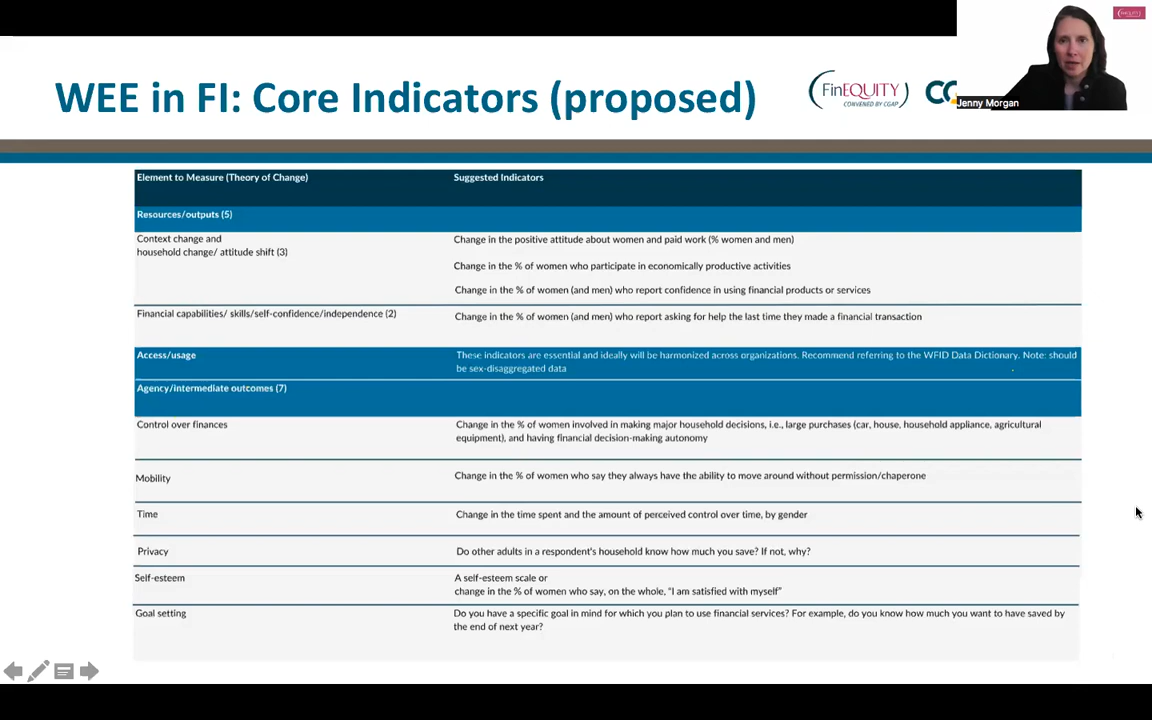 WEE in FI: Core Indicators (proposed)
FinEQUITY
CONVENED BY CGAP
Jenny Morgan
Element to Measure (Theory of Change)
Suggested Indicators
Resources/outputs (5)
Context change and
household change/ attitude shift (3)
Change in the positive attitude about women and paid work (% women and men)
Change in the % of women who participate in economically productive activities
Change in the % of women (and men) who report confidence in using financial products or services
Financial capabilities/ skills/self-confidence/independence (2)
Change in the % of women (and men) who report asking for help the last time they made a financial transaction
Access/usage
These indicators are essential and ideally will be harmonized across organizations. Recommend referring to the WFID Data Dictionary. Note: should
be sex-disaggregated data
Agency/intermediate outcomes (7)
Control over finances
Change in the % of women involved in making major household decisions, i.e., large purchases (car, house, household appliance, agricultural
equipment), and having financial decision-making autonomy
Mobility
Change in the % of women who say they always have the ability to move around without permission/chaperone
Time
Change in the time spent and the amount of perceived control over time, by gender
Privacy
Do other adults in a respondent's household know how much you save? If not, why?
Self-esteem
A self-esteem scale or
change in the % of women who say, on the whole, "I am satisfied with myself"
Goal setting
Do you have a specific goal in mind for which you plan to use financial services? For example, do you know how much you want to have saved by
the end of next year?